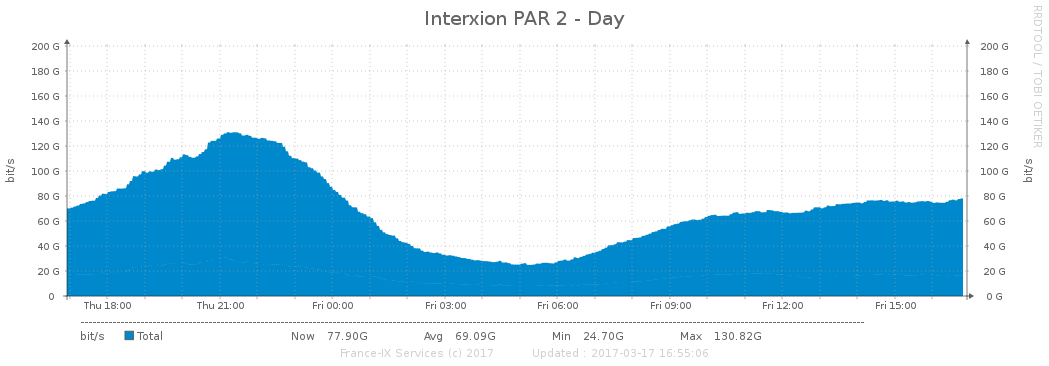 Interxion PAR 2 - Day
RRDTOOL / TOBI OETIKER
bit/s
200 G 200 G
180 G 180 G
160 G 160 G
140 G 140 G
120 G 120 G
100 G 100 G
80 G 80 G
60 G 60 G
40 G 40 G
20 G 20 G
0 0 G
bit/s
Thu 18:00 Thu 21:00 Fri 00:00 Fri 03:00 Fri 06:00 Fri 09:00 Fri 12:00 Fri 15:00
bit/s Total Now 77.90G Avg 69.09G Min 24.70G Max 130.82G
France-IX Services (c) 2017 Updated : 2017-03-17 16:55:06